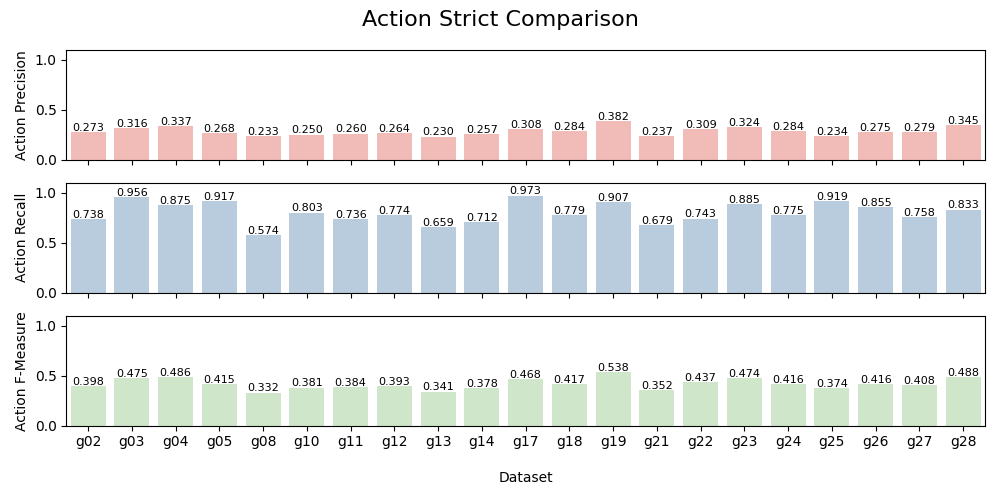 Action Strict Comparison
Action Precision
1.0
0.5
0.0
0.273 0.316 0.337 0.268 0.233 0.250 0.260 0.264 0.230 0.257 0.308 0.284 0.382 0.237 0.309 0.324 0.284 0.234 0.275 0.279 0.345
Action Recall
1.0
0.5
0.0
0.738 0.956 0.875 0.917 0.574 0.803 0.736 0.774 0.659 0.712 0.973 0.779 0.907 0.679 0.743 0.885 0.775 0.919 0.855 0.758 0.833
Action F-Measure
1.0
0.5
0.0
0.398 0.475 0.486 0.415 0.332 0.381 0.384 0.393 0.341 0.378 0.468 0.417 0.538 0.352 0.437 0.474 0.416 0.374 0.416 0.408 0.488
g02 g03 g04 g05 g08 g10 g11 g12 g13 g14 g17 g18 g19 g21 g22 g23 g24 g25 g26 g27 g28
Dataset